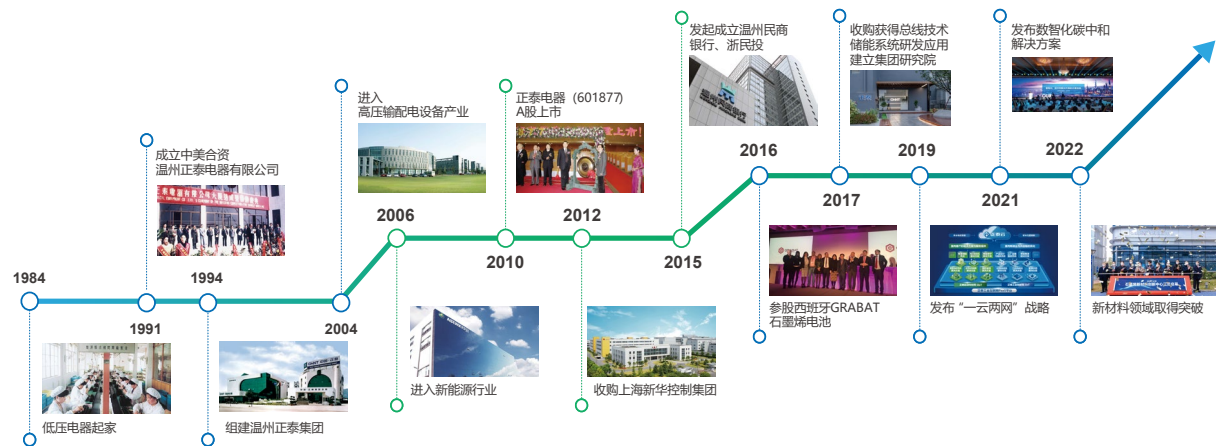 1984
低压电器起家
1991
成立中美合资
温州正泰电器有限公司
1994
组建温州正泰集团
2004
进入
高压输配电设备产业
2006
进入新能源行业
2010
正泰电器（601877)
A股上市
2012
收购上海新华控制集团
2015
发起成立温州民商
银行、浙民投
2016
参股西班牙GRABAT
石墨烯电池
2017
收购获得总线技术
储能系统研发应用
建立集团研究院
2019
发布“一云两网”战略
2021
发布数智化碳中和
解决方案
2022
新材料领域取得突破